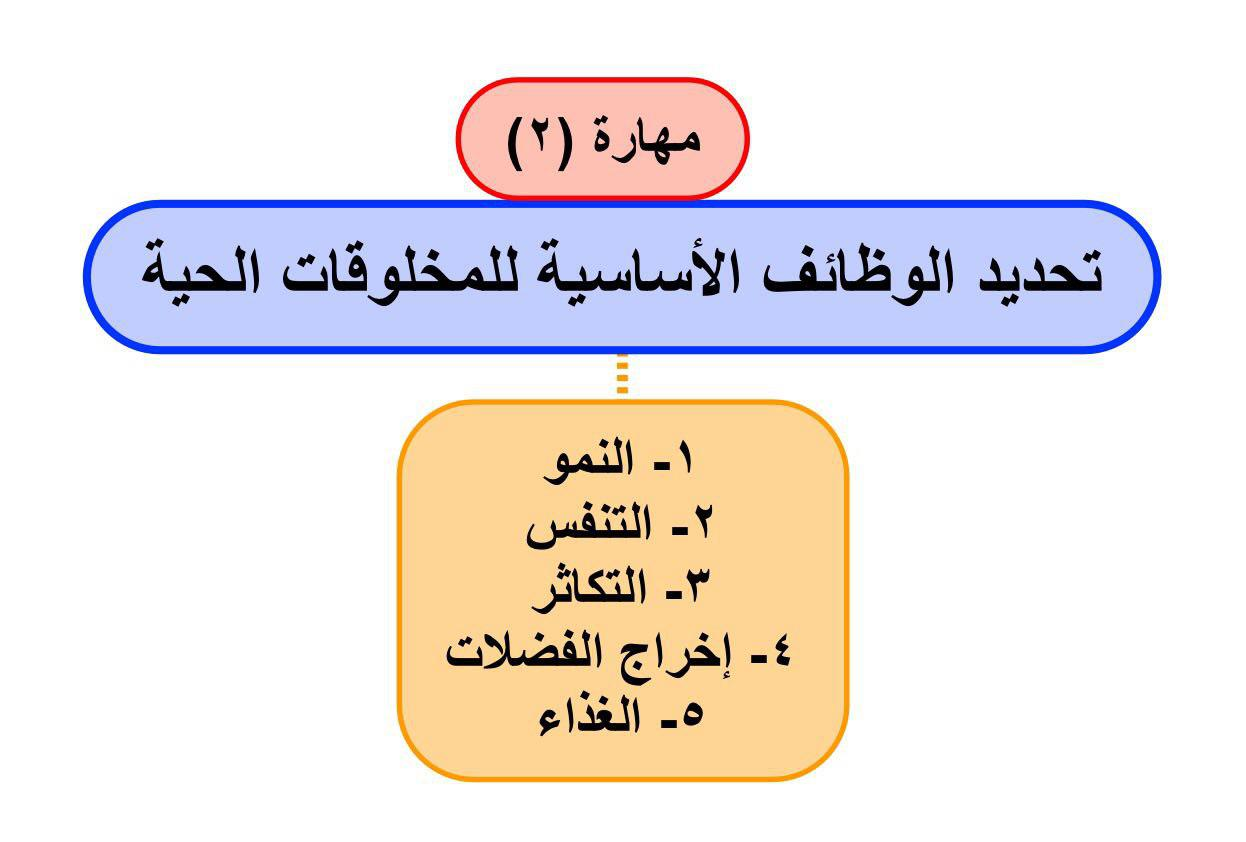 مهارة (٢)
تحديد الوظائف الأساسية للمخلوقات الحية
١- النمو
٢- التنفس
٣- التكاثر
٤- إخراج الفضلات
٥- الغذاء